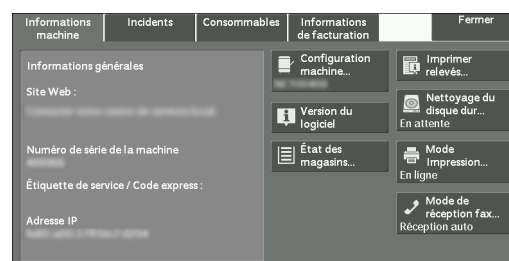 Informations
machine
Incidents
Consommables
Informations
de facturation
Fermer
Informations générales
Site Web :
Numéro de série de la machine
Étiquette de service / Code express :
Adresse IP
Configuration
machine...
Version du
logiciel
État des
magasins...
Imprimer
relevés...
Nettoyage du
disque dur...
En attente
Mode
Impression...
En ligne
Mode de
réception fax...
Réception auto